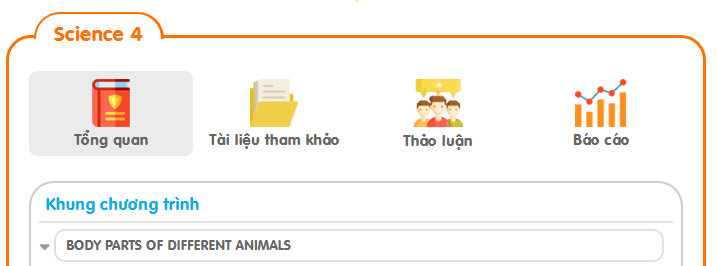 Science 4
Tổng quan
Tài liệu tham khảo
Thảo luận
Báo cáo
Khung chương trình
BODY PARTS OF DIFFERENT ANIMALS